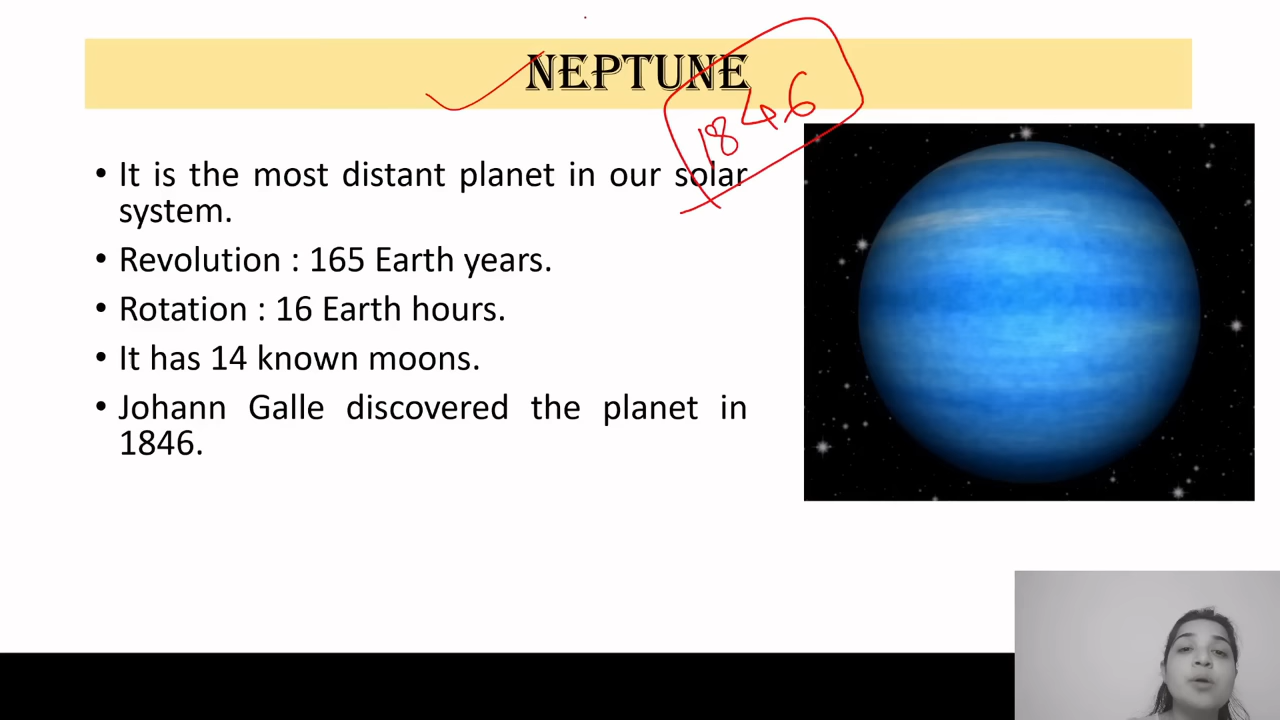 NEPTUNE
1846
• It is the most distant planet in our solar
system.
• Revolution : 165 Earth years.
• Rotation : 16 Earth hours.
• It has 14 known moons.
• Johann Galle discovered the planet in
1846.